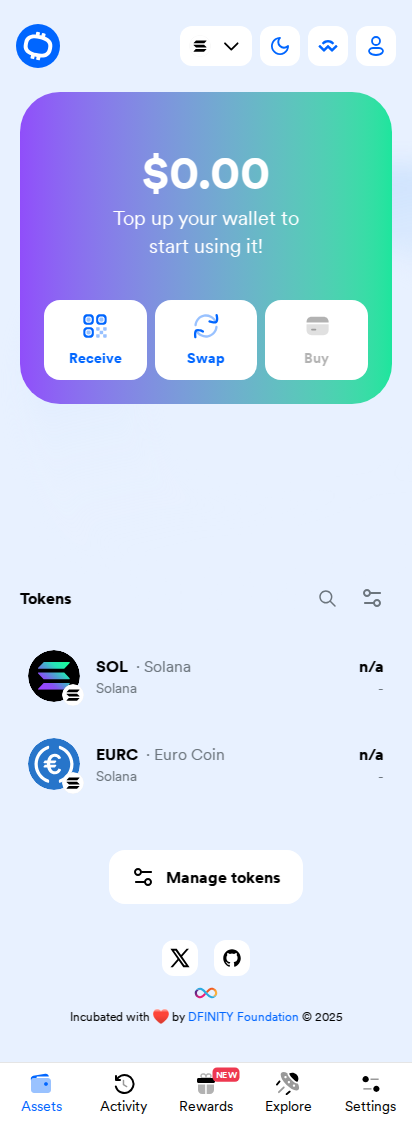 $0.00
Top up your wallet to
start using it!
Receive
Swap
Buy
Tokens
SOL · Solana
n/a
Solana
-
EURC · Euro Coin
n/a
Solana
-
Manage tokens
Incubated with ❤️ by DFINITY Foundation © 2025
NEW
Assets
Activity
Rewards
Explore
Settings